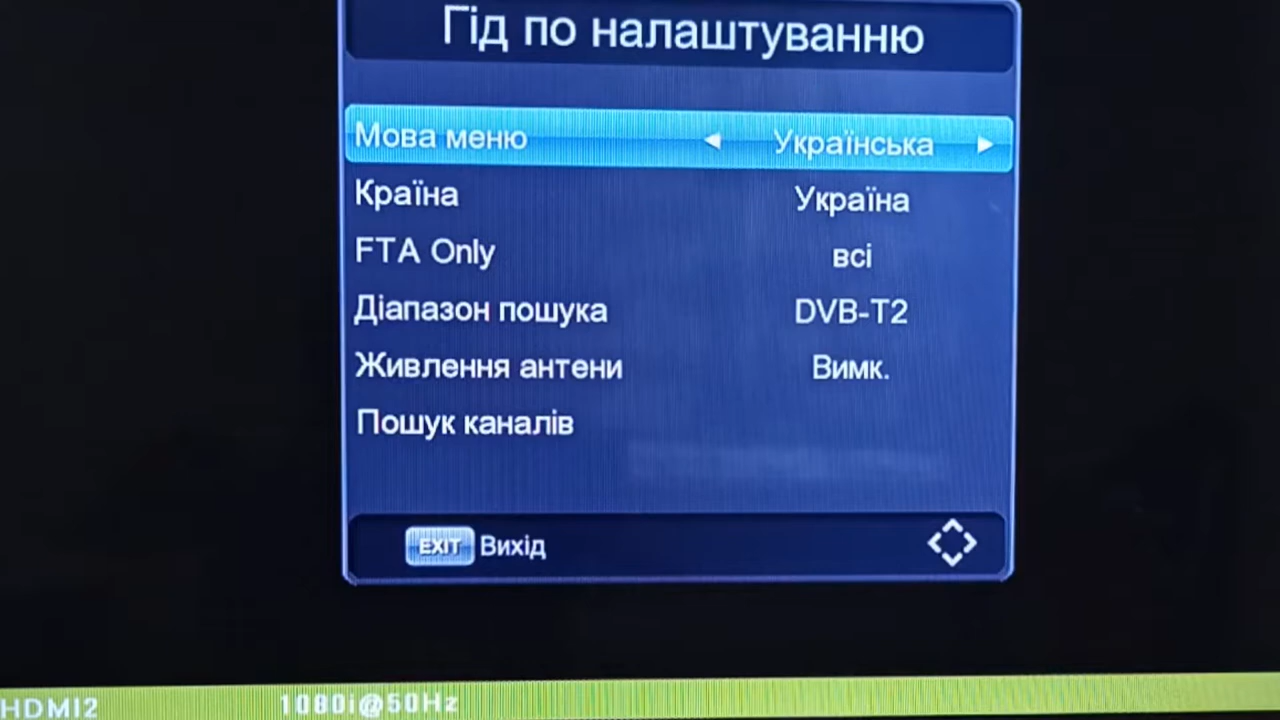 Гід по налаштуванню
Мова меню Українська
Країна Україна
FTA Only всі
Діапазон пошука DVB-T2
Живлення антени Вимк.
Пошук каналів
EXIT Вихід
HDMI2 1080i@50Hz